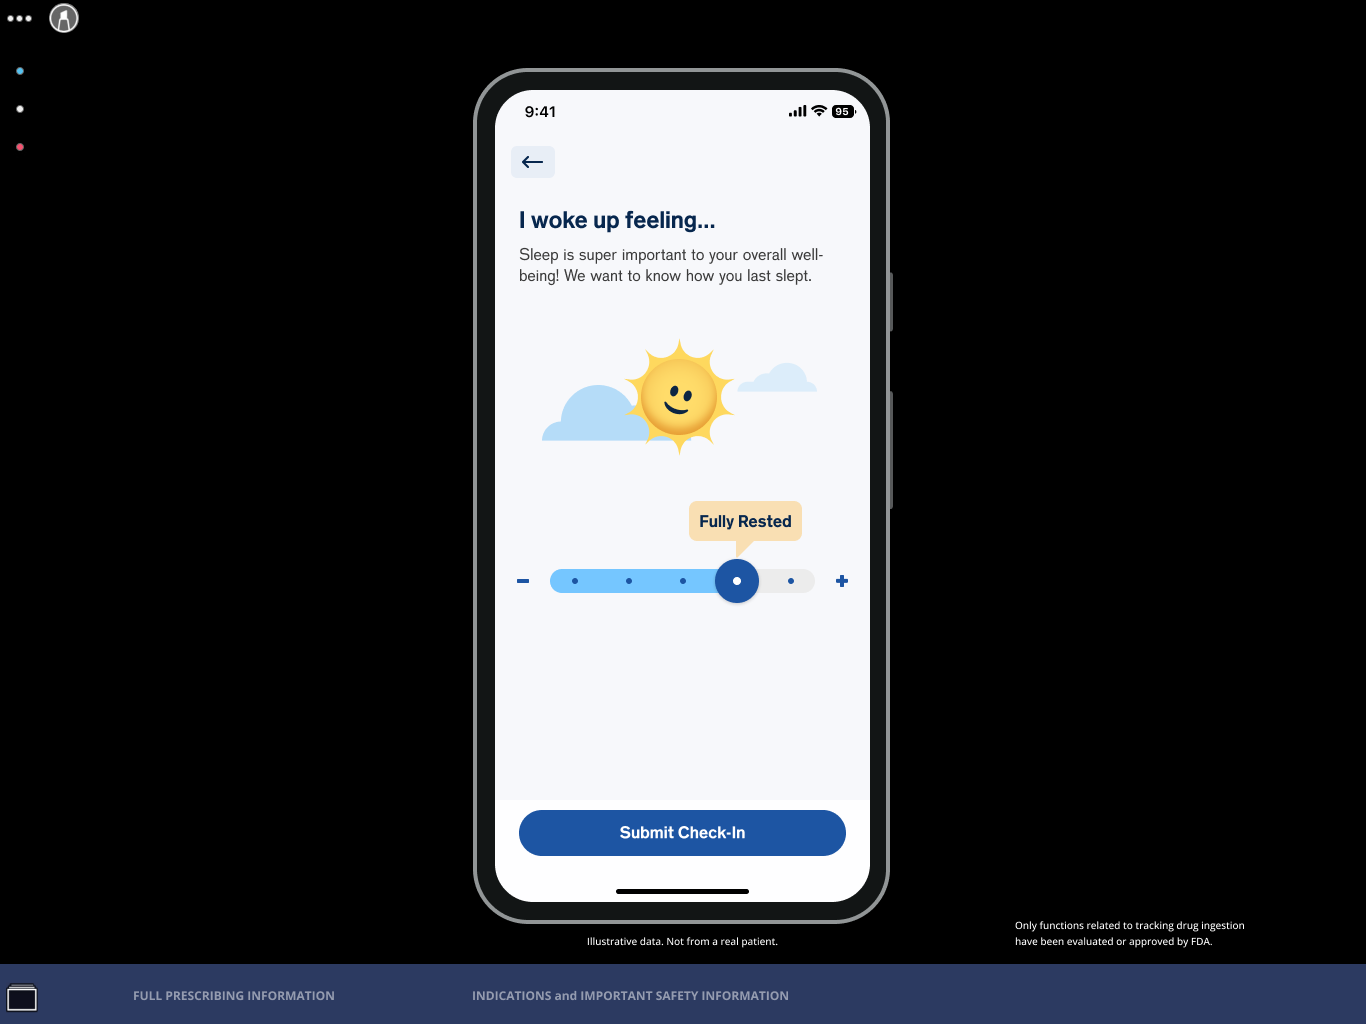 9:41
95
I woke up feeling...
Sleep is super important to your overall well-
being! We want to know how you last slept.
Fully Rested
Submit Check-In
Only functions related to tracking drug ingestion
have been evaluated or approved by FDA.
Illustrative data. Not from a real patient.
FULL PRESCRIBING INFORMATION
INDICATIONS and IMPORTANT SAFETY INFORMATION